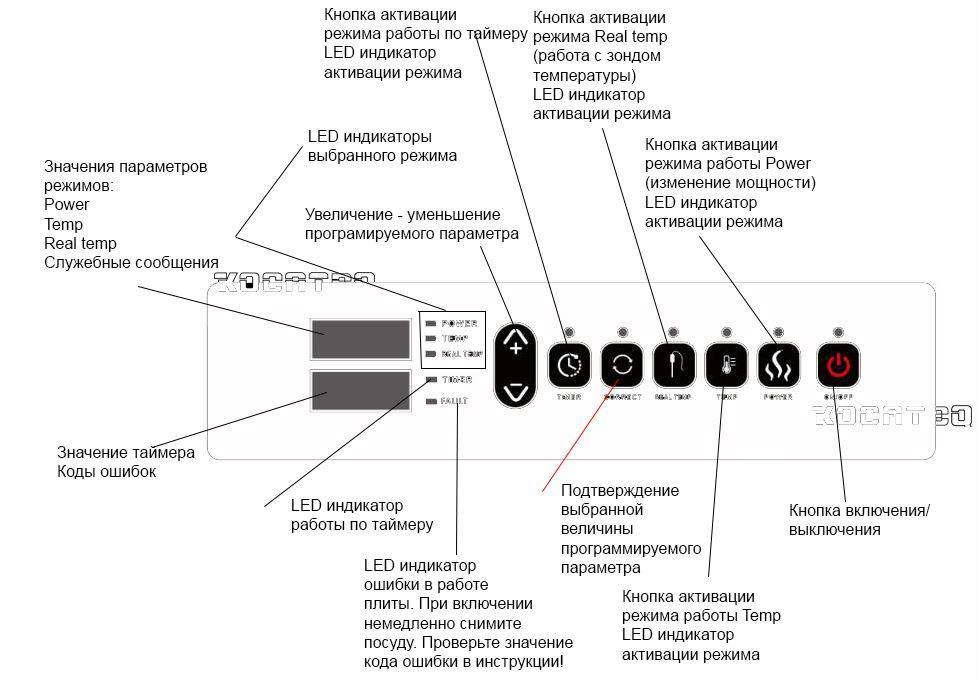 Кнопка активации
режима работы по таймеру
LED индикатор
активации режима
Кнопка активации
режима Real temp
(работа с зондом
температуры)
LED индикатор
активации режима
LED индикаторы
выбранного режима
Кнопка активации
режима работы Power
(изменение мощности)
LED индикатор
активации режима
Значения параметров
режимов:
Power
Temp
Real temp
Служебные сообщения
Увеличение - уменьшение
програмируемого параметра
KOCATEQ
POWER
TEMP
REAL TEMP
TIMER
FAULT
TIMER
CORRECT
REAL TEMP
TEMP
POWER
ON/OFF
KOCATEQ
Значение таймера
Коды ошибок
LED индикатор
работы по таймеру
Подтверждение
выбранной
величины
программируемого
параметра
Кнопка включения/
выключения
LED индикатор
ошибки в работе
плиты. При включении
немедленно снимите
посуду. Проверьте значение
кода ошибки в инструкции!
Кнопка активации
режима работы Temp
LED индикатор
активации режима